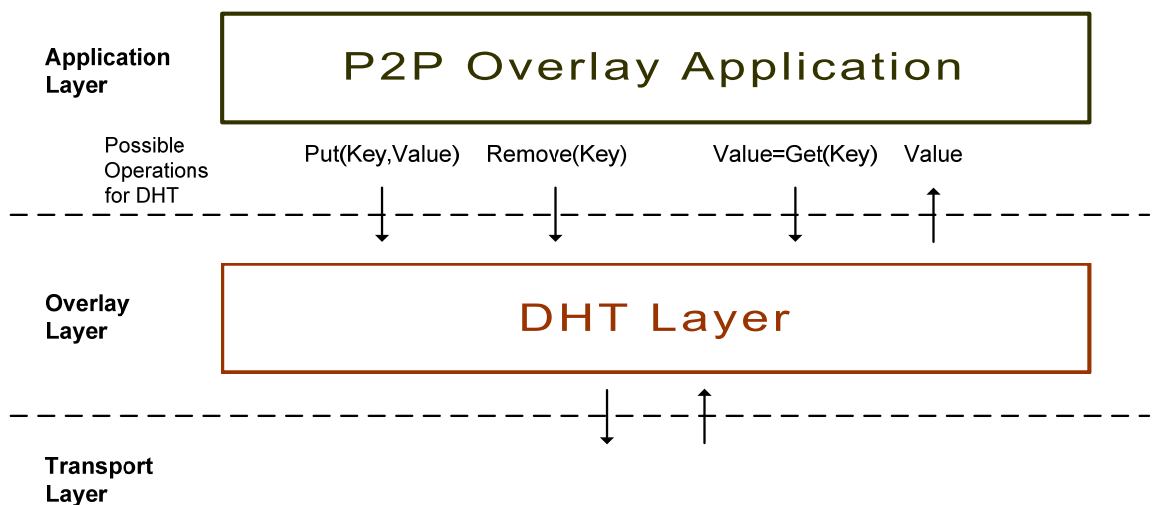 Application
Layer
P2P Overlay Application
Possible
Operations
for DHT
Put(Key,Value)
Remove(Key)
Value=Get(Key)
Value
Overlay
Layer
DHT Layer
Transport
Layer